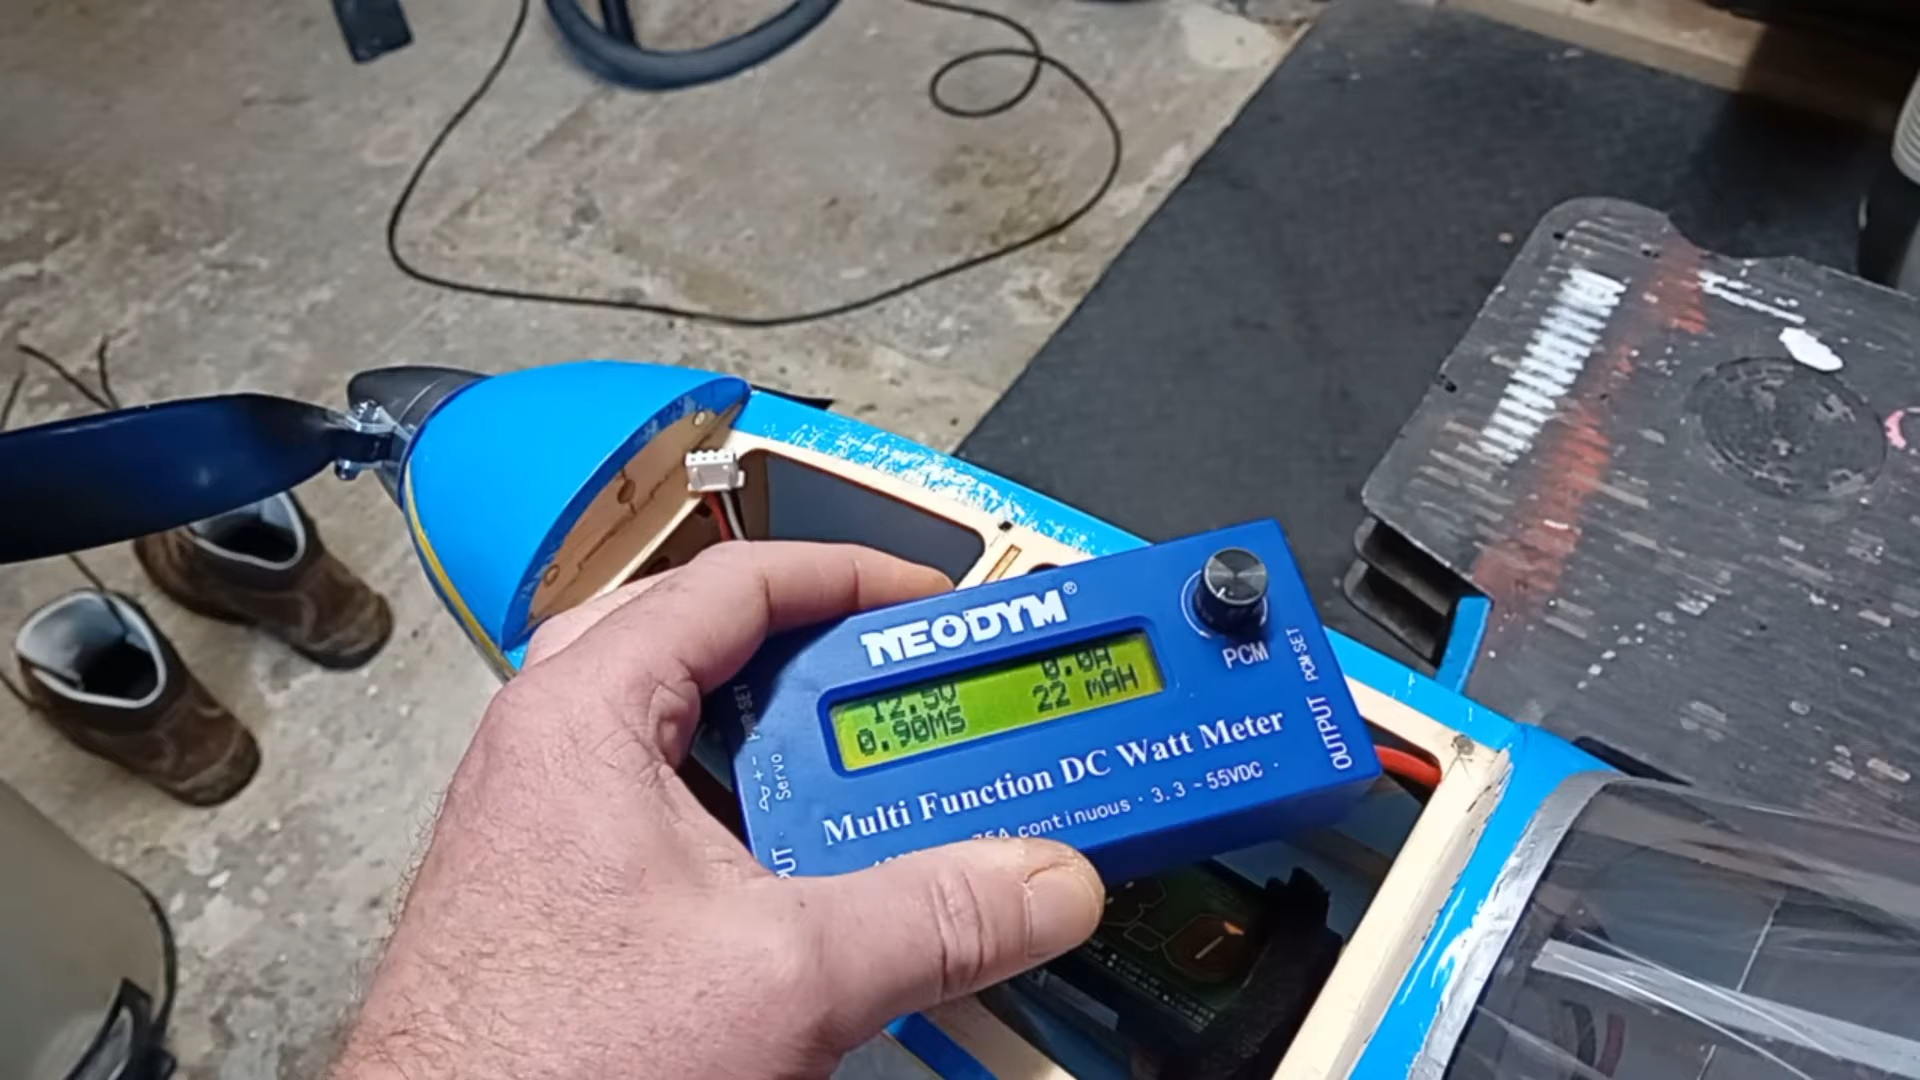 NEODYM®
PCM
PCM-SET
12.5V 0.0A
0.90MS 22 mAH
Servo
OUTPUT
Multi Function DC Watt Meter
75A continuous · 3.3~55VDC ·